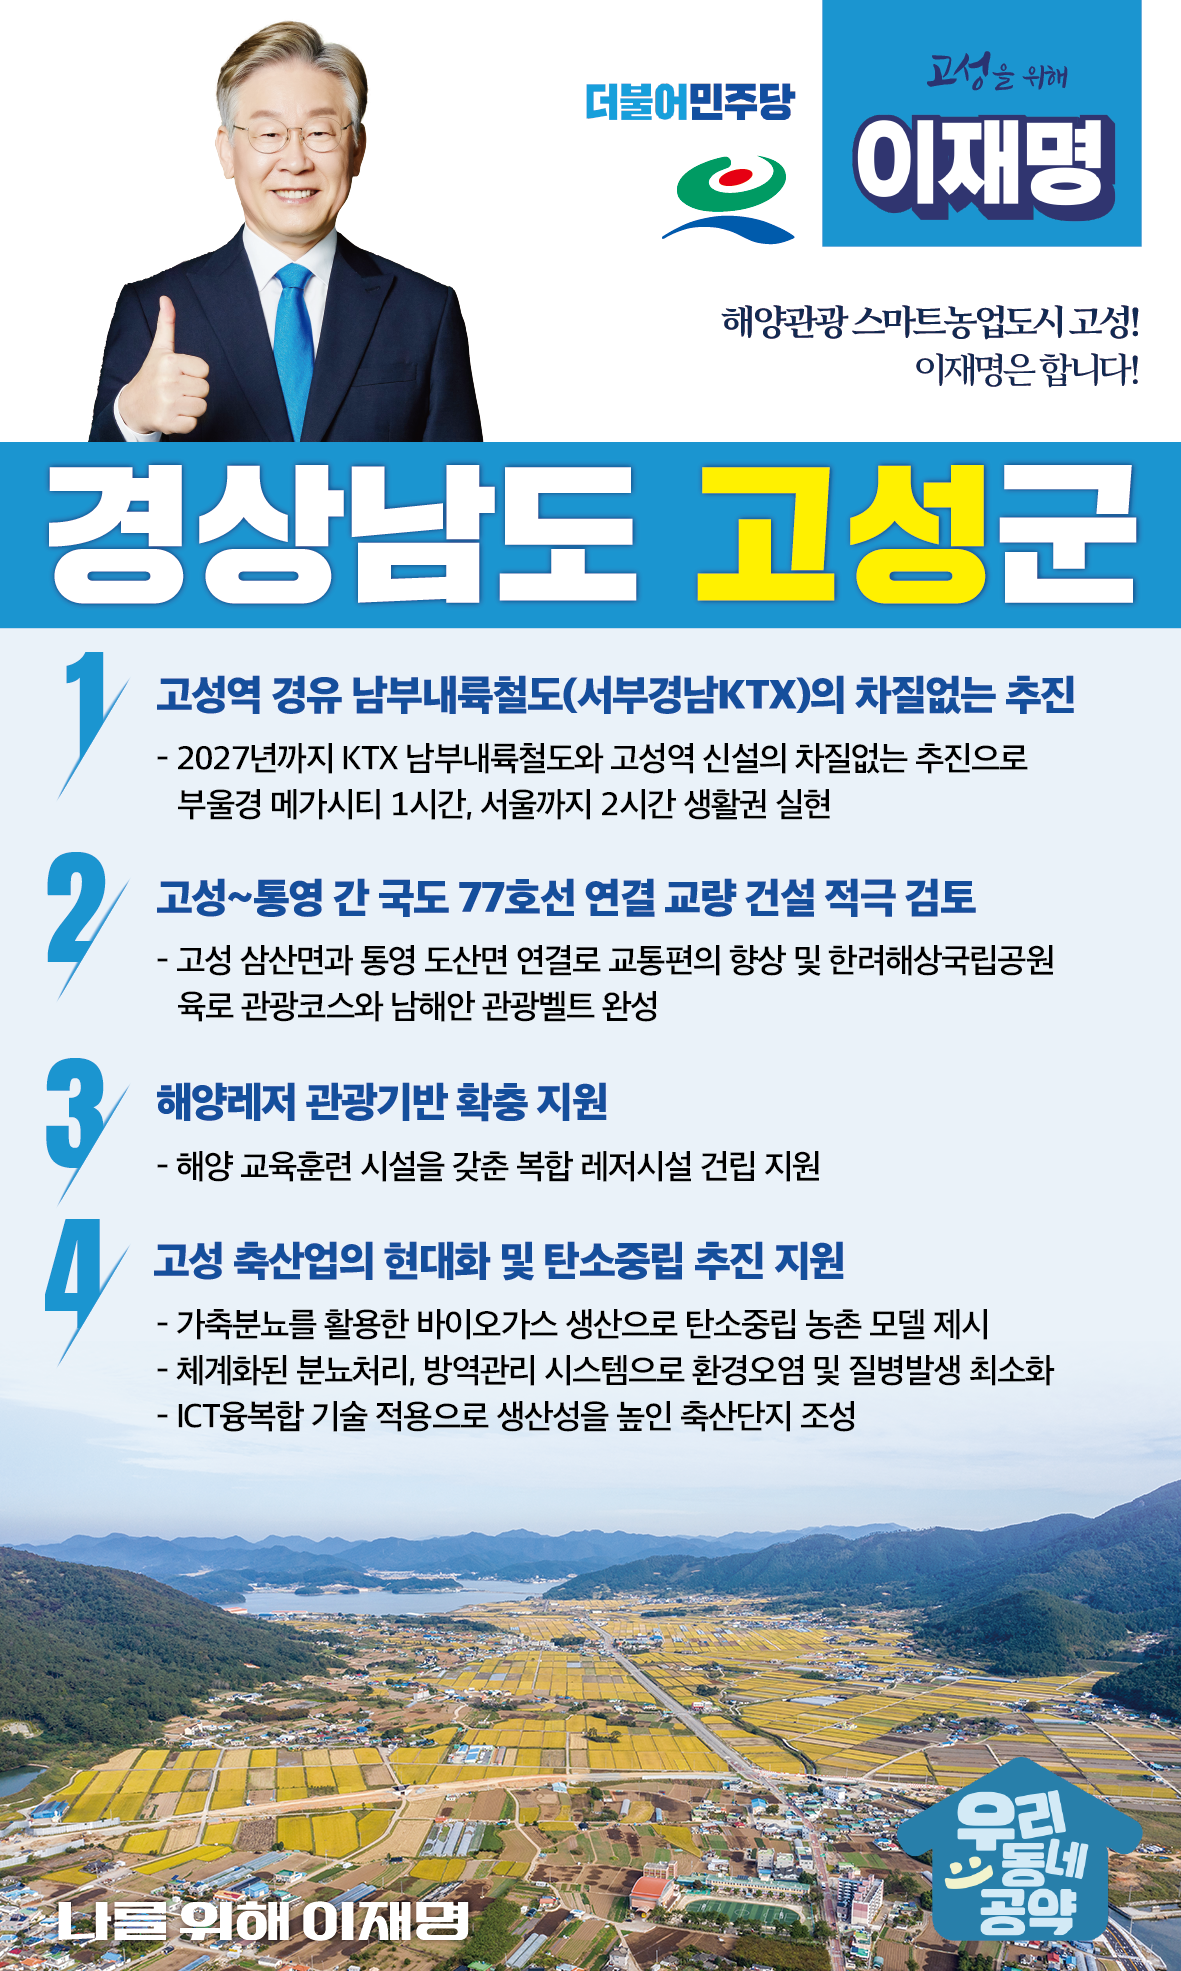 더불어민주당
고성을 위해
이재명
해양관광 스마트농업도시 고성!
이재명은 합니다!
경상남도 고성군
1
고성역 경유 남부내륙철도(서부경남KTX)의 차질없는 추진
- 2027년까지 KTX 남부내륙철도와 고성역 신설의 차질없는 추진으로
부울경 메가시티 1시간, 서울까지 2시간 생활권 실현
2
고성~통영 간 국도 77호선 연결 교량 건설 적극 검토
- 고성 삼산면과 통영 도산면 연결로 교통편의 향상 및 한려해상국립공원
육로 관광코스와 남해안 관광벨트 완성
3
해양레저 관광기반 확충 지원
- 해양 교육훈련 시설을 갖춘 복합 레저시설 건립 지원
4
고성 축산업의 현대화 및 탄소중립 추진 지원
- 가축분뇨를 활용한 바이오가스 생산으로 탄소중립 농촌 모델 제시
- 체계화된 분뇨처리, 방역관리 시스템으로 환경오염 및 질병발생 최소화
- ICT융복합 기술 적용으로 생산성을 높인 축산단지 조성
나를 위해 이재명
우리
동네
공약